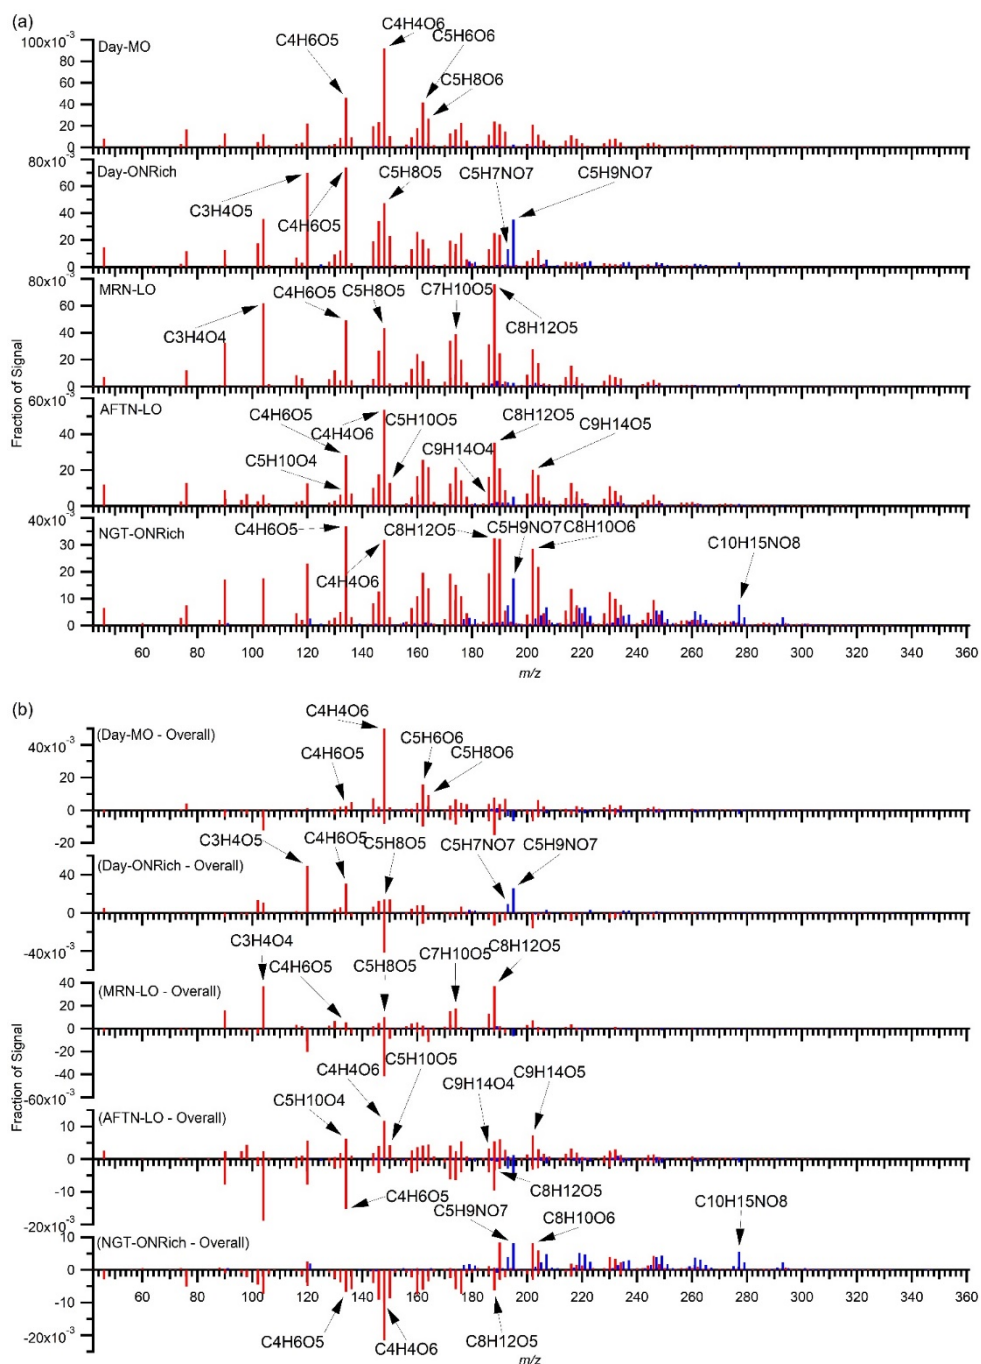 (a)
100x10⁻³
Day-MO
80
60
40
20
0
C4H6O5
C4H4O6
C5H6O6
C5H8O6
80x10⁻³
Day-ONRich
60
40
20
0
C3H4O5
C4H6O5
C5H8O5
C5H7NO7
C5H9NO7
80x10⁻³
MRN-LO
60
40
20
0
C3H4O4
C4H6O5
C5H8O5
C7H10O5
C8H12O5
60x10⁻³
AFTN-LO
40
20
0
C4H6O5
C4H4O6
C5H10O4
C5H10O5
C9H14O4
C8H12O5
C9H14O5
40x10⁻³
NGT-ONRich
30
20
10
0
C4H6O5
C4H4O6
C8H12O5
C5H9NO7
C8H10O6
C10H15NO8
Fraction of Signal
60 80 100 120 140 160 180 200 220 240 260 280 300 320 340 360
m/z
(b)
(Day-MO - Overall)
40x10⁻³
20
0
-20
C4H4O6
C4H6O5
C5H6O6
C5H8O6
(Day-ONRich - Overall)
40
20
0
-40x10⁻³
C3H4O5
C4H6O5
C5H8O5
C5H7NO7
C5H9NO7
(MRN-LO - Overall)
40
20
0
-20
-40
-60x10⁻³
C3H4O4
C4H6O5
C5H8O5
C7H10O5
C8H12O5
(AFTN-LO - Overall)
10
0
-10
-20x10⁻³
C5H10O4
C4H4O6
C5H10O5
C9H14O4
C9H14O5
C4H6O5
C8H12O5
(NGT-ONRich - Overall)
10
0
-10
-20x10⁻³
C5H9NO7
C8H10O6
C10H15NO8
C4H6O5
C4H4O6
C8H12O5
Fraction of Signal
60 80 100 120 140 160 180 200 220 240 260 280 300 320 340 360
m/z